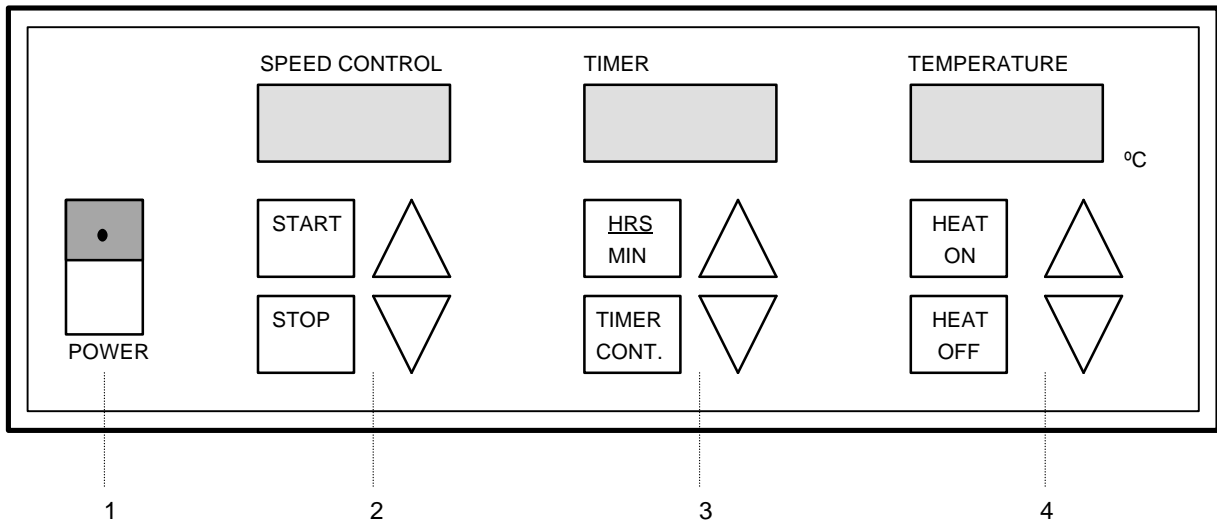 SPEED CONTROL
TIMER
TEMPERATURE
ºC
START
HRS
MIN
HEAT
ON
STOP
TIMER
CONT.
HEAT
OFF
POWER
1
2
3
4